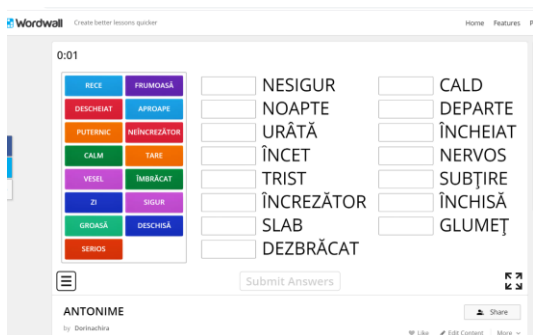 Wordwall Create better lessons quicker
Home Features
0:01
RECE FRUMOASĂ
DESCHEIAT APROAPE
PUTERNIC NEÎNCREZĂTOR
CALM TARE
VESEL ÎMBRĂCAT
ZI SIGUR
GROASĂ DESCHISĂ
SERIOS
NESIGUR
NOAPTE
URÂTĂ
ÎNCET
TRIST
ÎNCREZĂTOR
SLAB
DEZBRĂCAT
CALD
DEPARTE
ÎNCHEIAT
NERVOS
SUBŢIRE
ÎNCHISĂ
GLUMEŢ
Submit Answers
ANTONIME
Share
by Dorinachira
Like Edit Content More